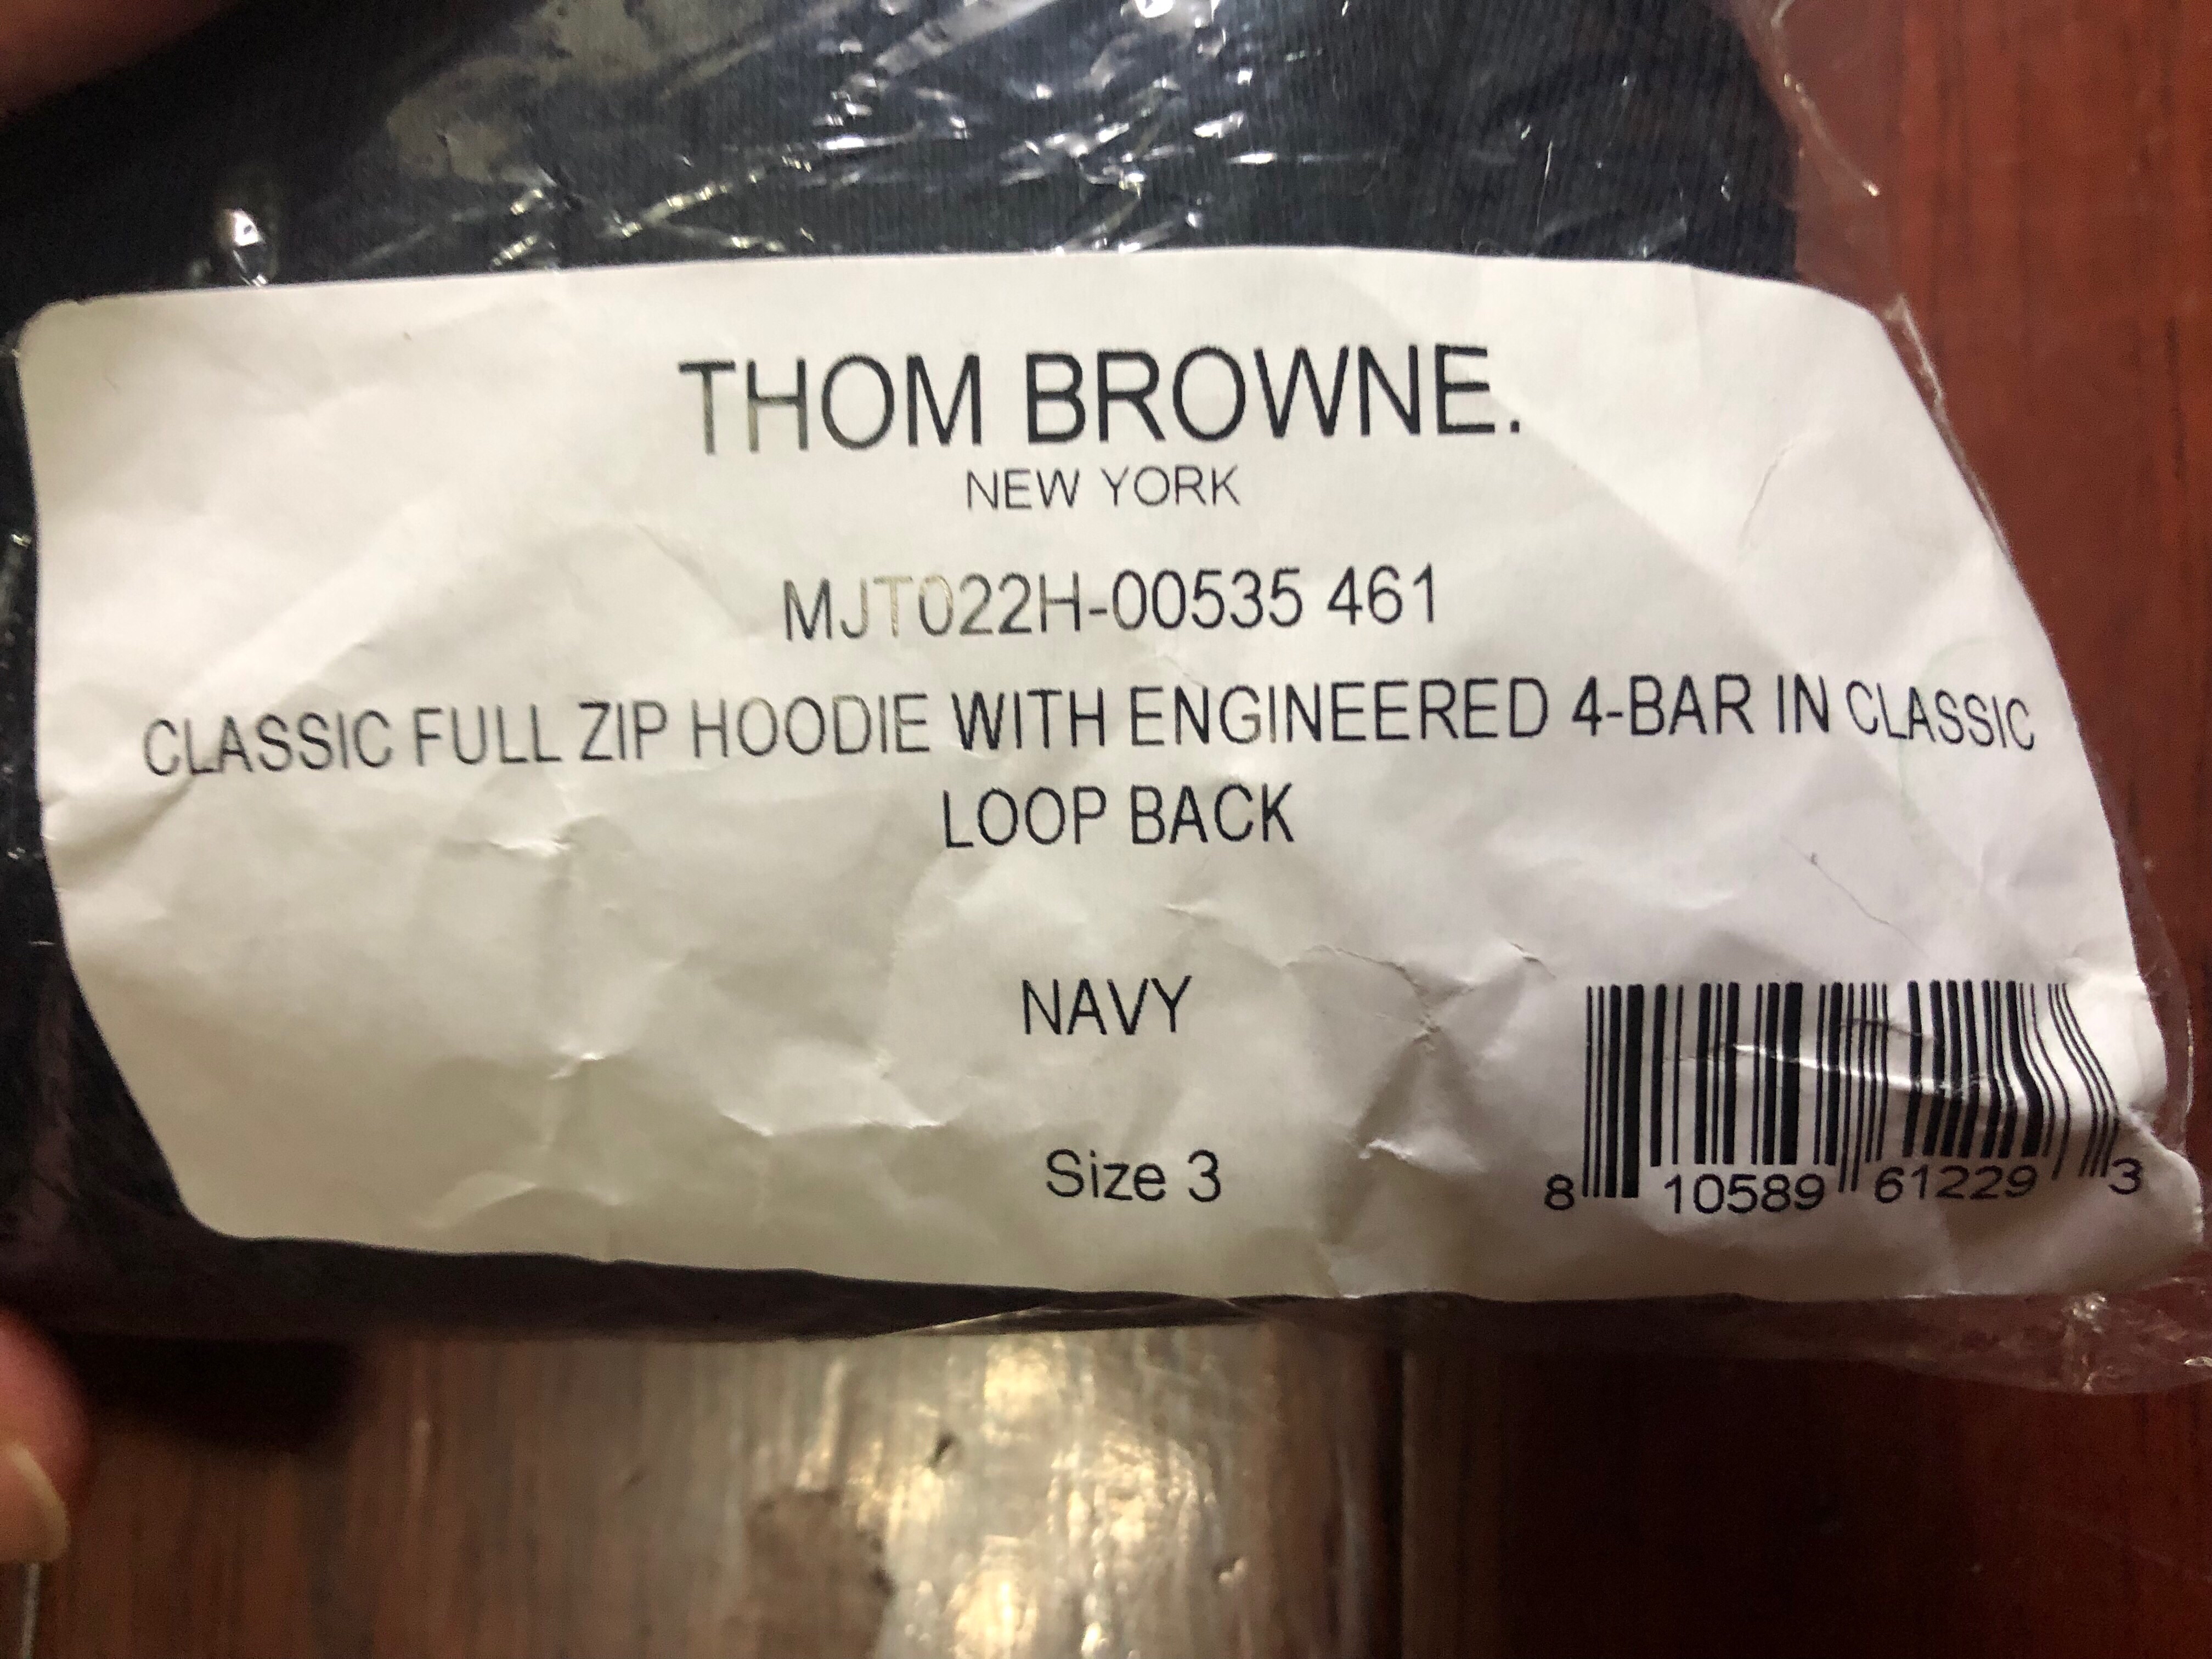 THOM BROWNE.
NEW YORK
MJT022H-00535 461
CLASSIC FULL ZIP HOODIE WITH ENGINEERED 4-BAR IN CLASSIC
LOOP BACK
NAVY
Size 3
8 10589 61229 3